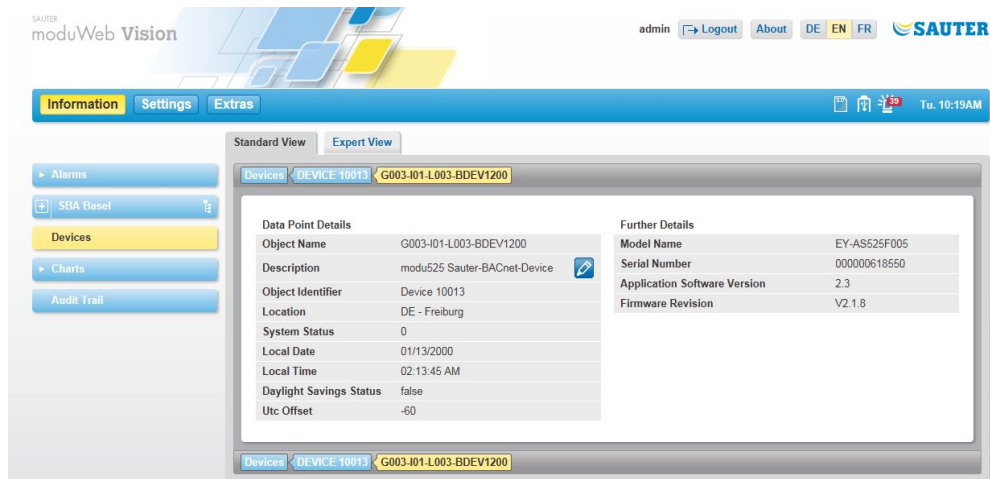 SAUTER
moduWeb Vision
admin Logout About DE EN FR SAUTER
Information Settings Extras 39 Tu. 10:19AM
Standard View Expert View
Alarms
SBA Basel
Devices
Charts
Audit Trail
Devices DEVICE 10013 G003-I01-L003-BDEV1200
Data Point Details
Object Name G003-I01-L003-BDEV1200
Description modu525 Sauter-BACnet-Device
Object Identifier Device 10013
Location DE - Freiburg
System Status 0
Local Date 01/13/2000
Local Time 02:13:45 AM
Daylight Savings Status false
Utc Offset -60
Further Details
Model Name EY-AS525F005
Serial Number 000000618550
Application Software Version 2.3
Firmware Revision V2.1.8
Devices DEVICE 10013 G003-I01-L003-BDEV1200